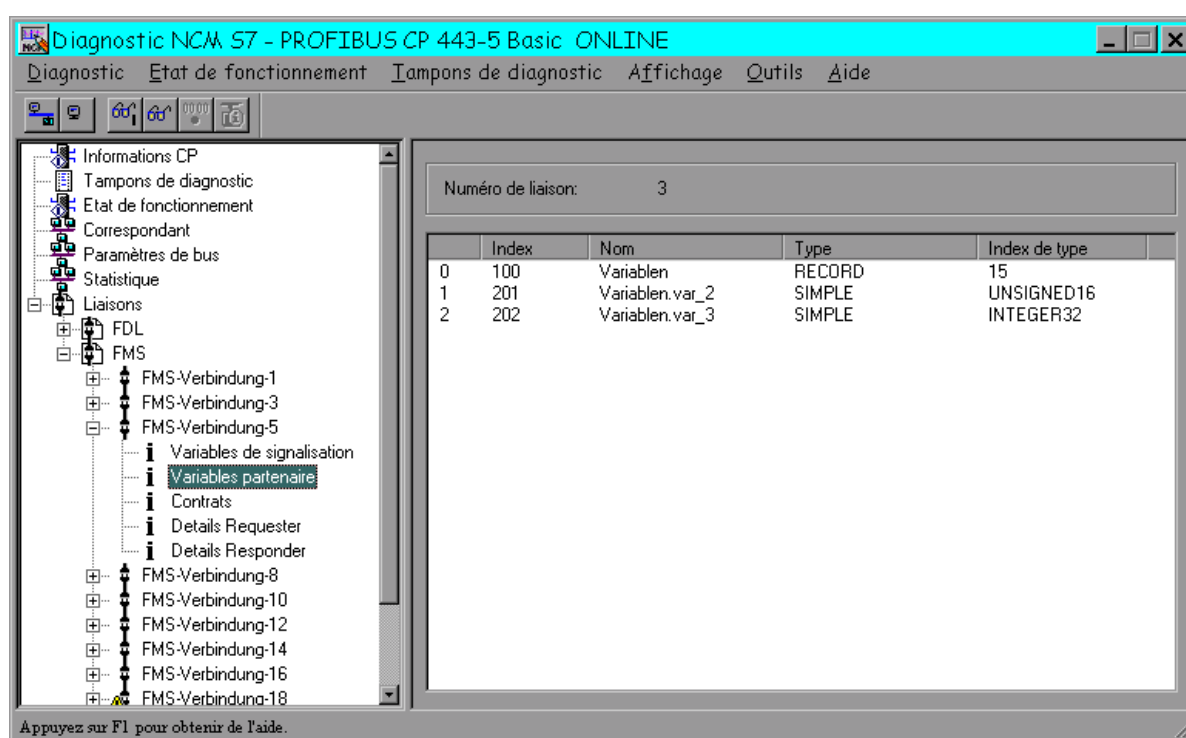 Diagnostic NCM S7 - PROFIBUS CP 443-5 Basic ONLINE
Diagnostic Etat de fonctionnement Tampons de diagnostic Affichage Outils Aide
Informations CP
Tampons de diagnostic
Etat de fonctionnement
Correspondant
Paramètres de bus
Statistique
Liaisons
FDL
FMS
FMS-Verbindung-1
FMS-Verbindung-3
FMS-Verbindung-5
Variables de signalisation
Variables partenaire
Contrats
Details Requester
Details Responder
FMS-Verbindung-8
FMS-Verbindung-10
FMS-Verbindung-12
FMS-Verbindung-14
FMS-Verbindung-16
FMS-Verbindung-18
Numéro de liaison: 3
Index Nom Type Index de type
0 100 Variablen RECORD 15
1 201 Variablen.var_2 SIMPLE UNSIGNED16
2 202 Variablen.var_3 SIMPLE INTEGER32
Appuyez sur F1 pour obtenir de l'aide.